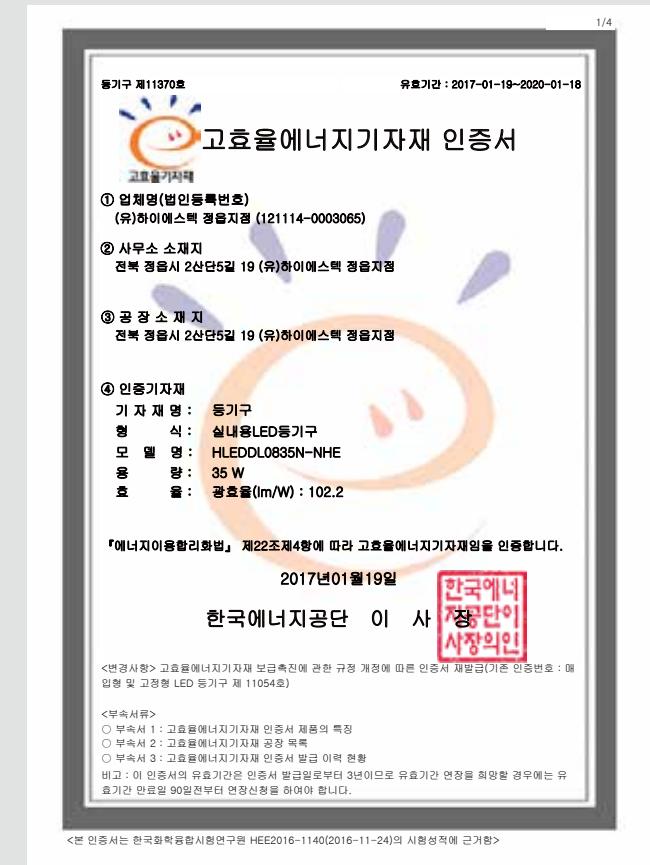 1/4
등기구 제11370호
유효기간 : 2017-01-19~2020-01-18
고효율기자재
고효율에너지기자재 인증서
① 업체명(법인등록번호)
(유)하이에스텍 정읍지점 (121114-0003065)
② 사무소 소재지
전북 정읍시 2산단5길 19 (유)하이에스텍 정읍지점
③ 공 장 소 재 지
전북 정읍시 2산단5길 19 (유)하이에스텍 정읍지점
④ 인증기자재
기 자 재 명 : 등기구
형 식 : 실내용LED등기구
모 델 명 : HLEDDL0835N-NHE
용 량 : 35 W
효 율 : 광효율(lm/W) : 102.2
『에너지이용합리화법』 제22조제4항에 따라 고효율에너지기자재임을 인증합니다.
2017년01월19일
한국에너지공단 이 사 장
한국에너
지공단이
사장의인
<변경사항> 고효율에너지기자재 보급촉진에 관한 규정 개정에 따른 인증서 재발급(기존 인증번호 : 매
입형 및 고정형 LED 등기구 제 11054호)
<부속서류>
○ 부속서 1 : 고효율에너지기자재 인증서 제품의 특징
○ 부속서 2 : 고효율에너지기자재 공장 목록
○ 부속서 3 : 고효율에너지기자재 인증서 발급 이력 현황
비고 : 이 인증서의 유효기간은 인증서 발급일로부터 3년이므로 유효기간 연장을 희망할 경우에는 유
효기간 만료일 90일전부터 연장신청을 하여야 합니다.
<본 인증서는 한국화학융합시험연구원 HEE2016-1140(2016-11-24)의 시험성적에 근거함>